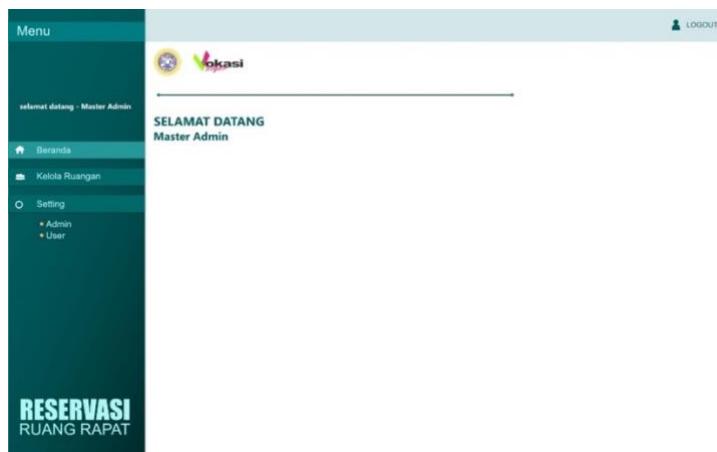 Menu
LOGOUT
Vokasi
selamat datang - Master Admin
SELAMAT DATANG
Master Admin
Beranda
Kelola Ruangan
Setting
Admin
User
RESERVASI
RUANG RAPAT